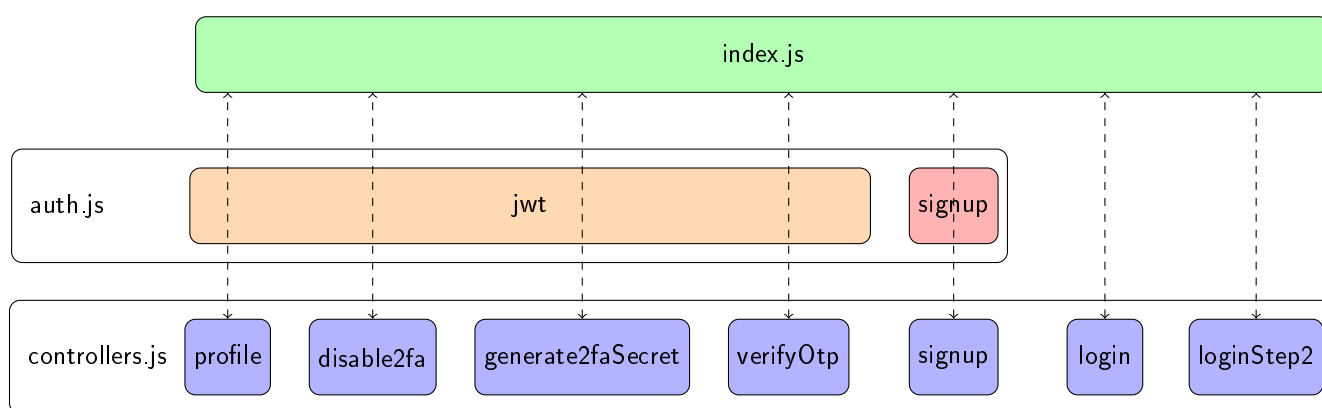 index.js
auth.js
jwt
signup
controllers.js
profile
disable2fa
generate2faSecret
verifyOtp
signup
login
loginStep2